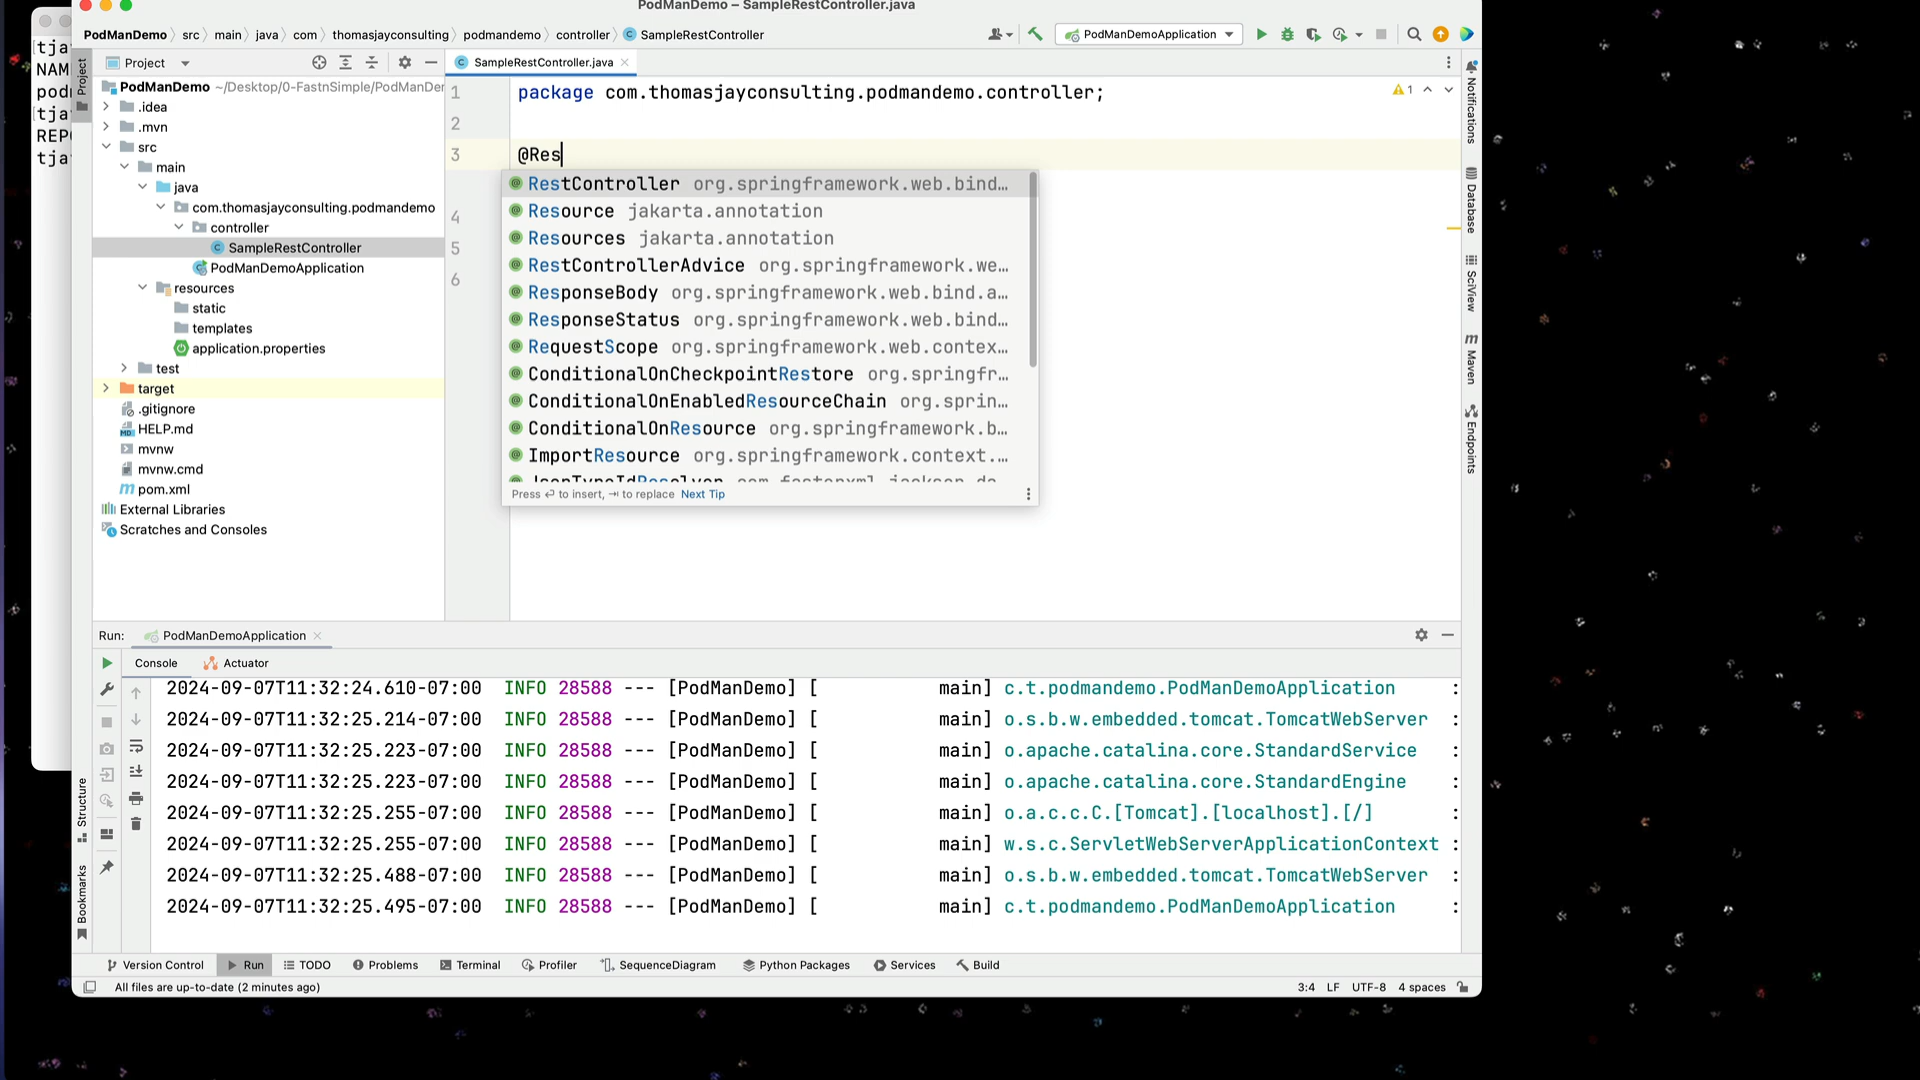 PodManDemo – SampleRestController.java
PodManDemo src main java com thomasjayconsulting podmandemo controller SampleRestController
PodManDemoApplication
Project
SampleRestController.java
PodManDemo ~/Desktop/0-FastnSimple/PodManDer
.idea
.mvn
src
main
java
com.thomasjayconsulting.podmandemo
controller
SampleRestController
PodManDemoApplication
resources
static
templates
application.properties
test
target
.gitignore
HELP.md
mvnw
mvnw.cmd
pom.xml
External Libraries
Scratches and Consoles
Project
Structure
Bookmarks
1 package com.thomasjayconsulting.podmandemo.controller;
2
3 @Res
4
5
6
1
RestController org.springframework.web.bind…
Resource jakarta.annotation
Resources jakarta.annotation
RestControllerAdvice org.springframework.we…
ResponseBody org.springframework.web.bind.a…
ResponseStatus org.springframework.web.bind…
RequestScope org.springframework.web.contex…
ConditionalOnCheckpointRestore org.springfr…
ConditionalOnEnabledResourceChain org.sprin…
ConditionalOnResource org.springframework.b…
ImportResource org.springframework.context.…
JsonTypeIdResolver com.fasterxml.jackson.da…
Press ⏎ to insert, ⇥ to replace Next Tip
Notifications
Database
SciView
Maven
Endpoints
Run: PodManDemoApplication
Console Actuator
2024-09-07T11:32:24.610-07:00 INFO 28588 --- [PodManDemo] [ main] c.t.podmandemo.PodManDemoApplication :
2024-09-07T11:32:25.214-07:00 INFO 28588 --- [PodManDemo] [ main] o.s.b.w.embedded.tomcat.TomcatWebServer :
2024-09-07T11:32:25.223-07:00 INFO 28588 --- [PodManDemo] [ main] o.apache.catalina.core.StandardService :
2024-09-07T11:32:25.223-07:00 INFO 28588 --- [PodManDemo] [ main] o.apache.catalina.core.StandardEngine :
2024-09-07T11:32:25.255-07:00 INFO 28588 --- [PodManDemo] [ main] o.a.c.c.C.[Tomcat].[localhost].[/] :
2024-09-07T11:32:25.255-07:00 INFO 28588 --- [PodManDemo] [ main] w.s.c.ServletWebServerApplicationContext :
2024-09-07T11:32:25.488-07:00 INFO 28588 --- [PodManDemo] [ main] o.s.b.w.embedded.tomcat.TomcatWebServer :
2024-09-07T11:32:25.495-07:00 INFO 28588 --- [PodManDemo] [ main] c.t.podmandemo.PodManDemoApplication :
Version Control Run TODO Problems Terminal Profiler SequenceDiagram Python Packages Services Build
All files are up-to-date (2 minutes ago) 3:4 LF UTF-8 4 spaces